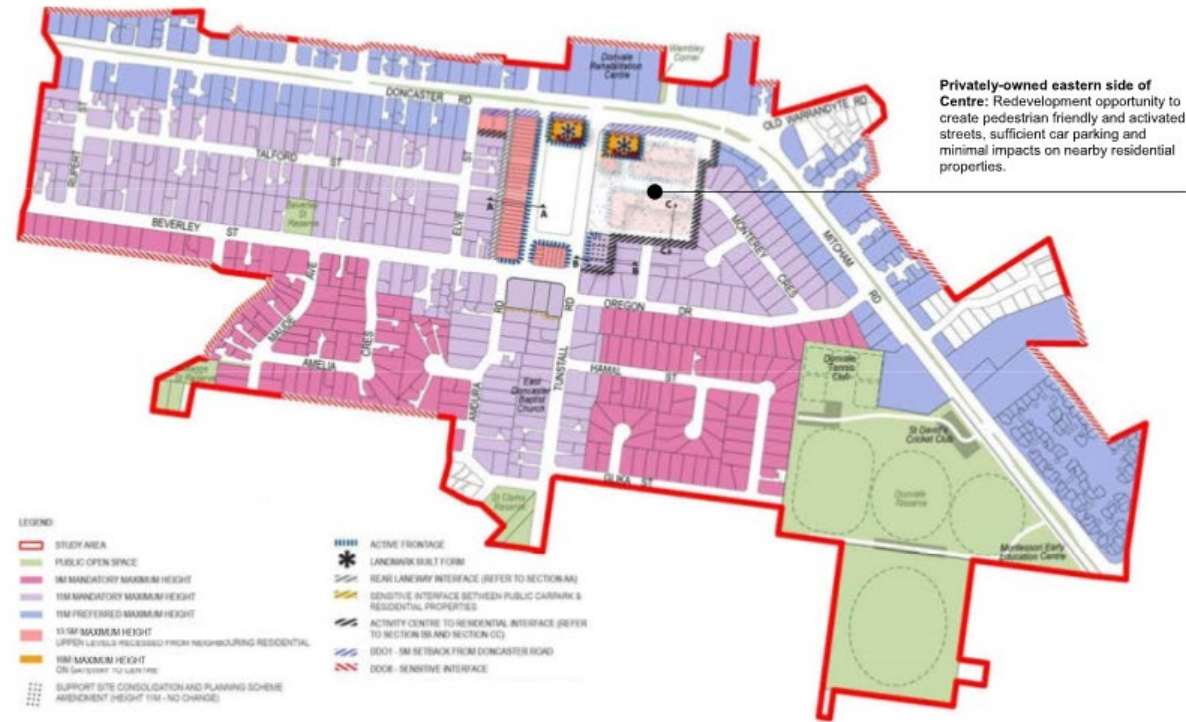 Privately-owned eastern side of
Centre: Redevelopment opportunity to
create pedestrian friendly and activated
streets, sufficient car parking and
minimal impacts on nearby residential
properties.
Donvale
Rehabilitation
Centre
Wembley
Corner
DONCASTER RD
OLD WARRANDYTE RD
RUPERT ST
TALFORD ST
ELVIE ST
Beverley
St
Reserve
BEVERLEY ST
A
A
C
MONTEREY CRES
MITCHAM RD
MAUDE AVE
AMELIA CRES
RD
RD
OREGON DR
TUNSTALL
HAMAL ST
East
Doncaster
Baptist
Church
Donvale
Tennis
Club
St David's
Cricket Club
Donvale
Reserve
GLIKA ST
St Clems
Reserve
Montessori Early
Education Centre
LEGEND
STUDY AREA
PUBLIC OPEN SPACE
9M MANDATORY MAXIMUM HEIGHT
11M MANDATORY MAXIMUM HEIGHT
11M PREFERRED MAXIMUM HEIGHT
MAXIMUM HEIGHT
UPPER LEVELS RECESSED FROM NEIGHBOURING RESIDENTIAL
MAXIMUM HEIGHT
ON GATEWAY TO CENTRE
SUPPORT SITE CONSOLIDATION AND PLANNING SCHEME
AMENDMENT (HEIGHT 11M - NO CHANGE)
ACTIVE FRONTAGE
LANDMARK BUILT FORM
REAR LANEWAY INTERFACE (REFER TO SECTION AA)
SENSITIVE INTERFACE BETWEEN PUBLIC CARPARK &
RESIDENTIAL PROPERTIES
ACTIVITY CENTRE TO RESIDENTIAL INTERFACE (REFER
TO SECTION BB AND SECTION CC)
DDO1 - 5M SETBACK FROM DONCASTER ROAD
DDO8 - SENSITIVE INTERFACE